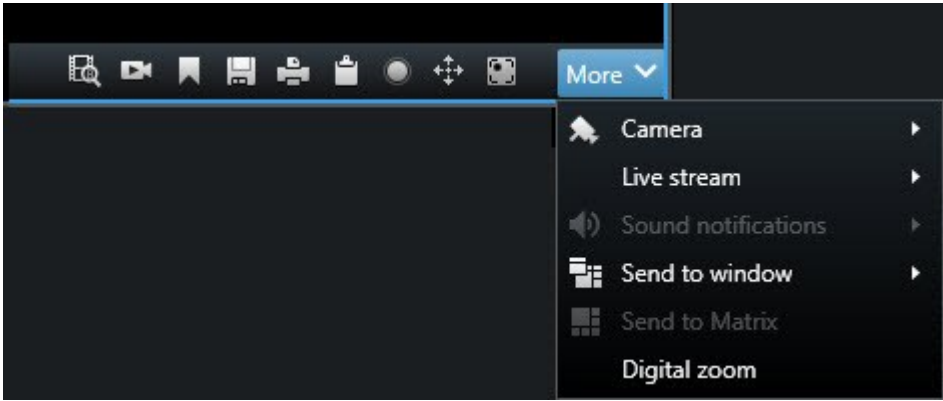 More
Camera
Live stream
Sound notifications
Send to window
Send to Matrix
Digital zoom